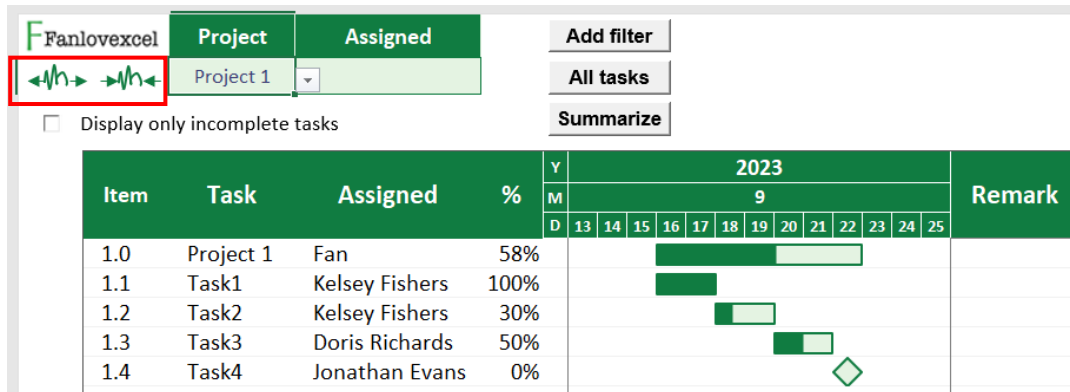 Fanlovexcel Project Assigned Add filter
Project 1 All tasks
Display only incomplete tasks Summarize
Item Task Assigned % Y 2023 Remark
M 9
D 13 14 15 16 17 18 19 20 21 22 23 24 25
1.0 Project 1 Fan 58%
1.1 Task1 Kelsey Fishers 100%
1.2 Task2 Kelsey Fishers 30%
1.3 Task3 Doris Richards 50%
1.4 Task4 Jonathan Evans 0%